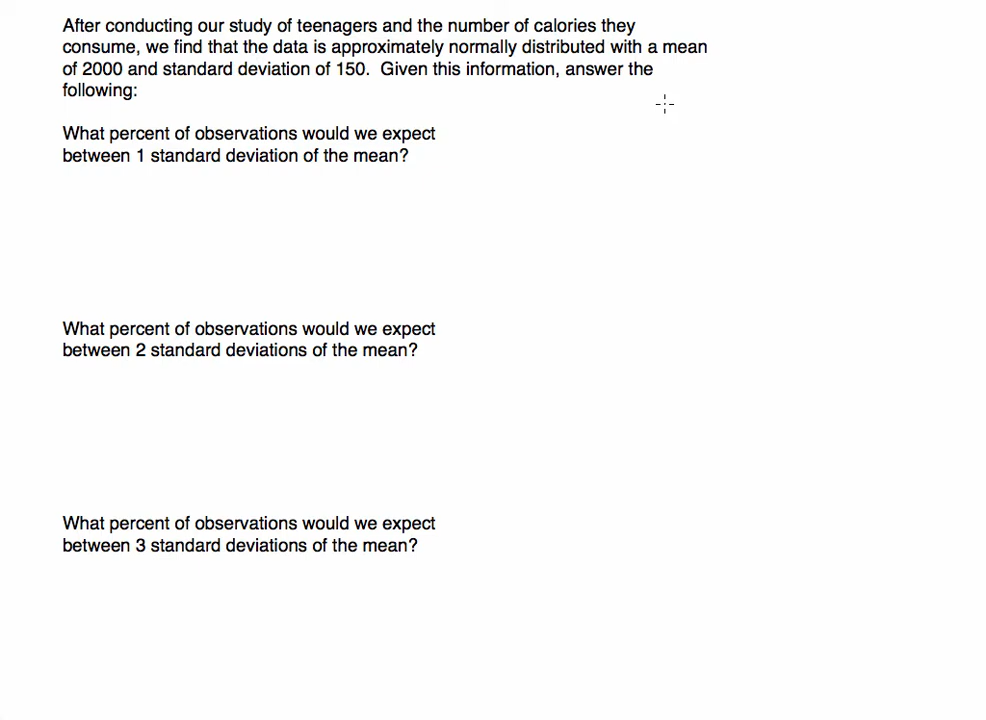 After conducting our study of teenagers and the number of calories they
consume, we find that the data is approximately normally distributed with a mean
of 2000 and standard deviation of 150.  Given this information, answer the
following:
What percent of observations would we expect
between 1 standard deviation of the mean?
What percent of observations would we expect
between 2 standard deviations of the mean?
What percent of observations would we expect
between 3 standard deviations of the mean?